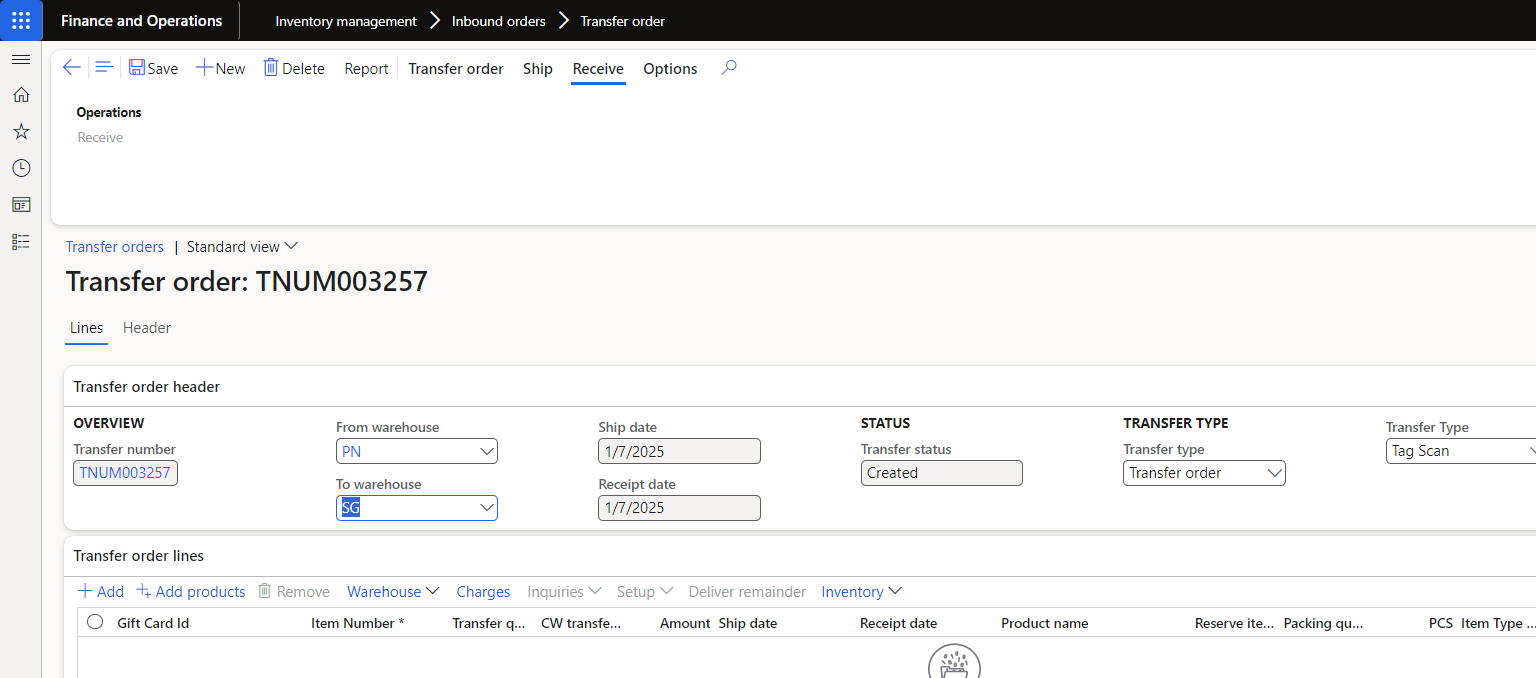 Finance and Operations
Inventory management Inbound orders Transfer order
Save New Delete Report Transfer order Ship Receive Options
Operations
Receive
Transfer orders | Standard view
Transfer order: TNUM003257
Lines Header
Transfer order header
OVERVIEW
Transfer number
TNUM003257
From warehouse
PN
To warehouse
SG
Ship date
1/7/2025
Receipt date
1/7/2025
STATUS
Transfer status
Created
TRANSFER TYPE
Transfer type
Transfer order
Transfer Type
Tag Scan
Transfer order lines
Add Add products Remove Warehouse Charges Inquiries Setup Deliver remainder Inventory
Gift Card Id Item Number * Transfer q... CW transfe... Amount Ship date Receipt date Product name Reserve ite... Packing qu... PCS Item Type ...